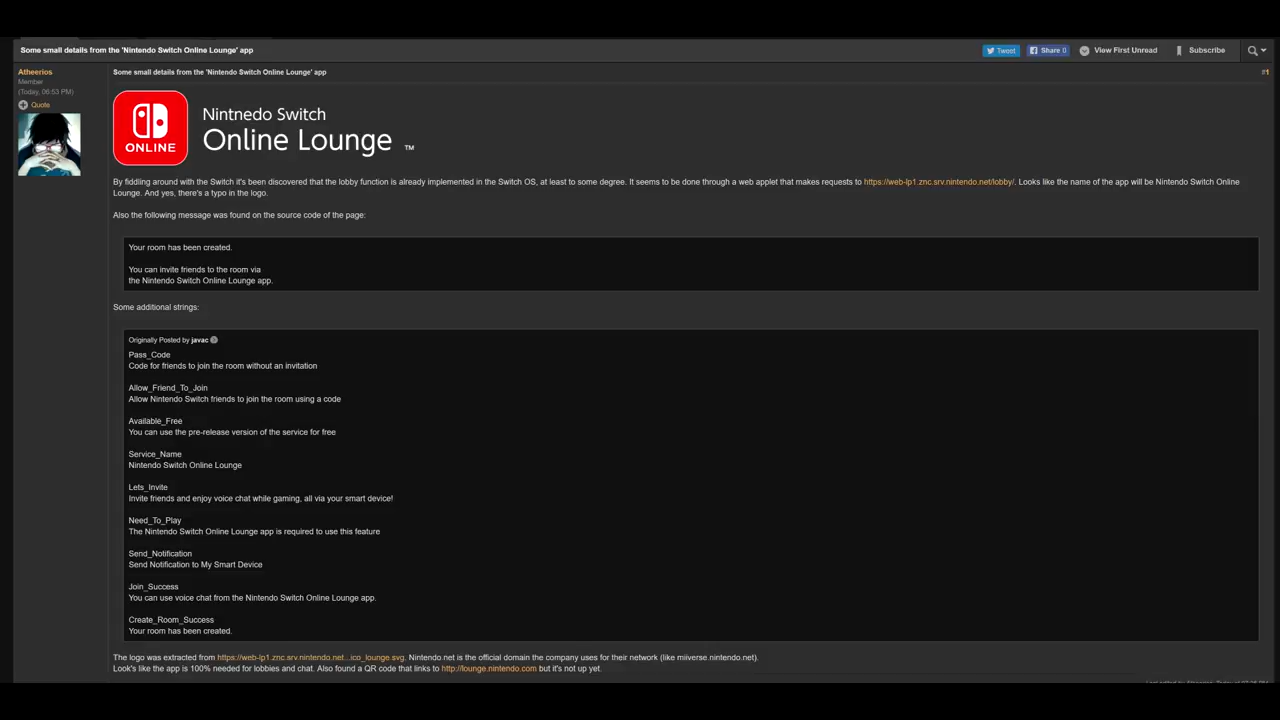 Some small details from the 'Nintendo Switch Online Lounge' app
Tweet
Share 0
View First Unread
Subscribe
Atheerios
Member
(Today, 06:53 PM)
Quote
Some small details from the 'Nintendo Switch Online Lounge' app
#1
ONLINE
Nintnedo Switch
Online Lounge TM
By fiddling around with the Switch it's been discovered that the lobby function is already implemented in the Switch OS, at least to some degree. It seems to be done through a web applet that makes requests to https://web-lp1.znc.srv.nintendo.net/lobby/. Looks like the name of the app will be Nintendo Switch Online
Lounge. And yes, there's a typo in the logo.
Also the following message was found on the source code of the page:
Your room has been created.
You can invite friends to the room via
the Nintendo Switch Online Lounge app.
Some additional strings:
Originally Posted by javac
Pass_Code
Code for friends to join the room without an invitation
Allow_Friend_To_Join
Allow Nintendo Switch friends to join the room using a code
Available_Free
You can use the pre-release version of the service for free
Service_Name
Nintendo Switch Online Lounge
Lets_Invite
Invite friends and enjoy voice chat while gaming, all via your smart device!
Need_To_Play
The Nintendo Switch Online Lounge app is required to use this feature
Send_Notification
Send Notification to My Smart Device
Join_Success
You can use voice chat from the Nintendo Switch Online Lounge app.
Create_Room_Success
Your room has been created.
The logo was extracted from https://web-lp1.znc.srv.nintendo.net...ico_lounge.svg. Nintendo.net is the official domain the company uses for their network (like miiverse.nintendo.net).
Look's like the app is 100% needed for lobbies and chat. Also found a QR code that links to http://lounge.nintendo.com but it's not up yet